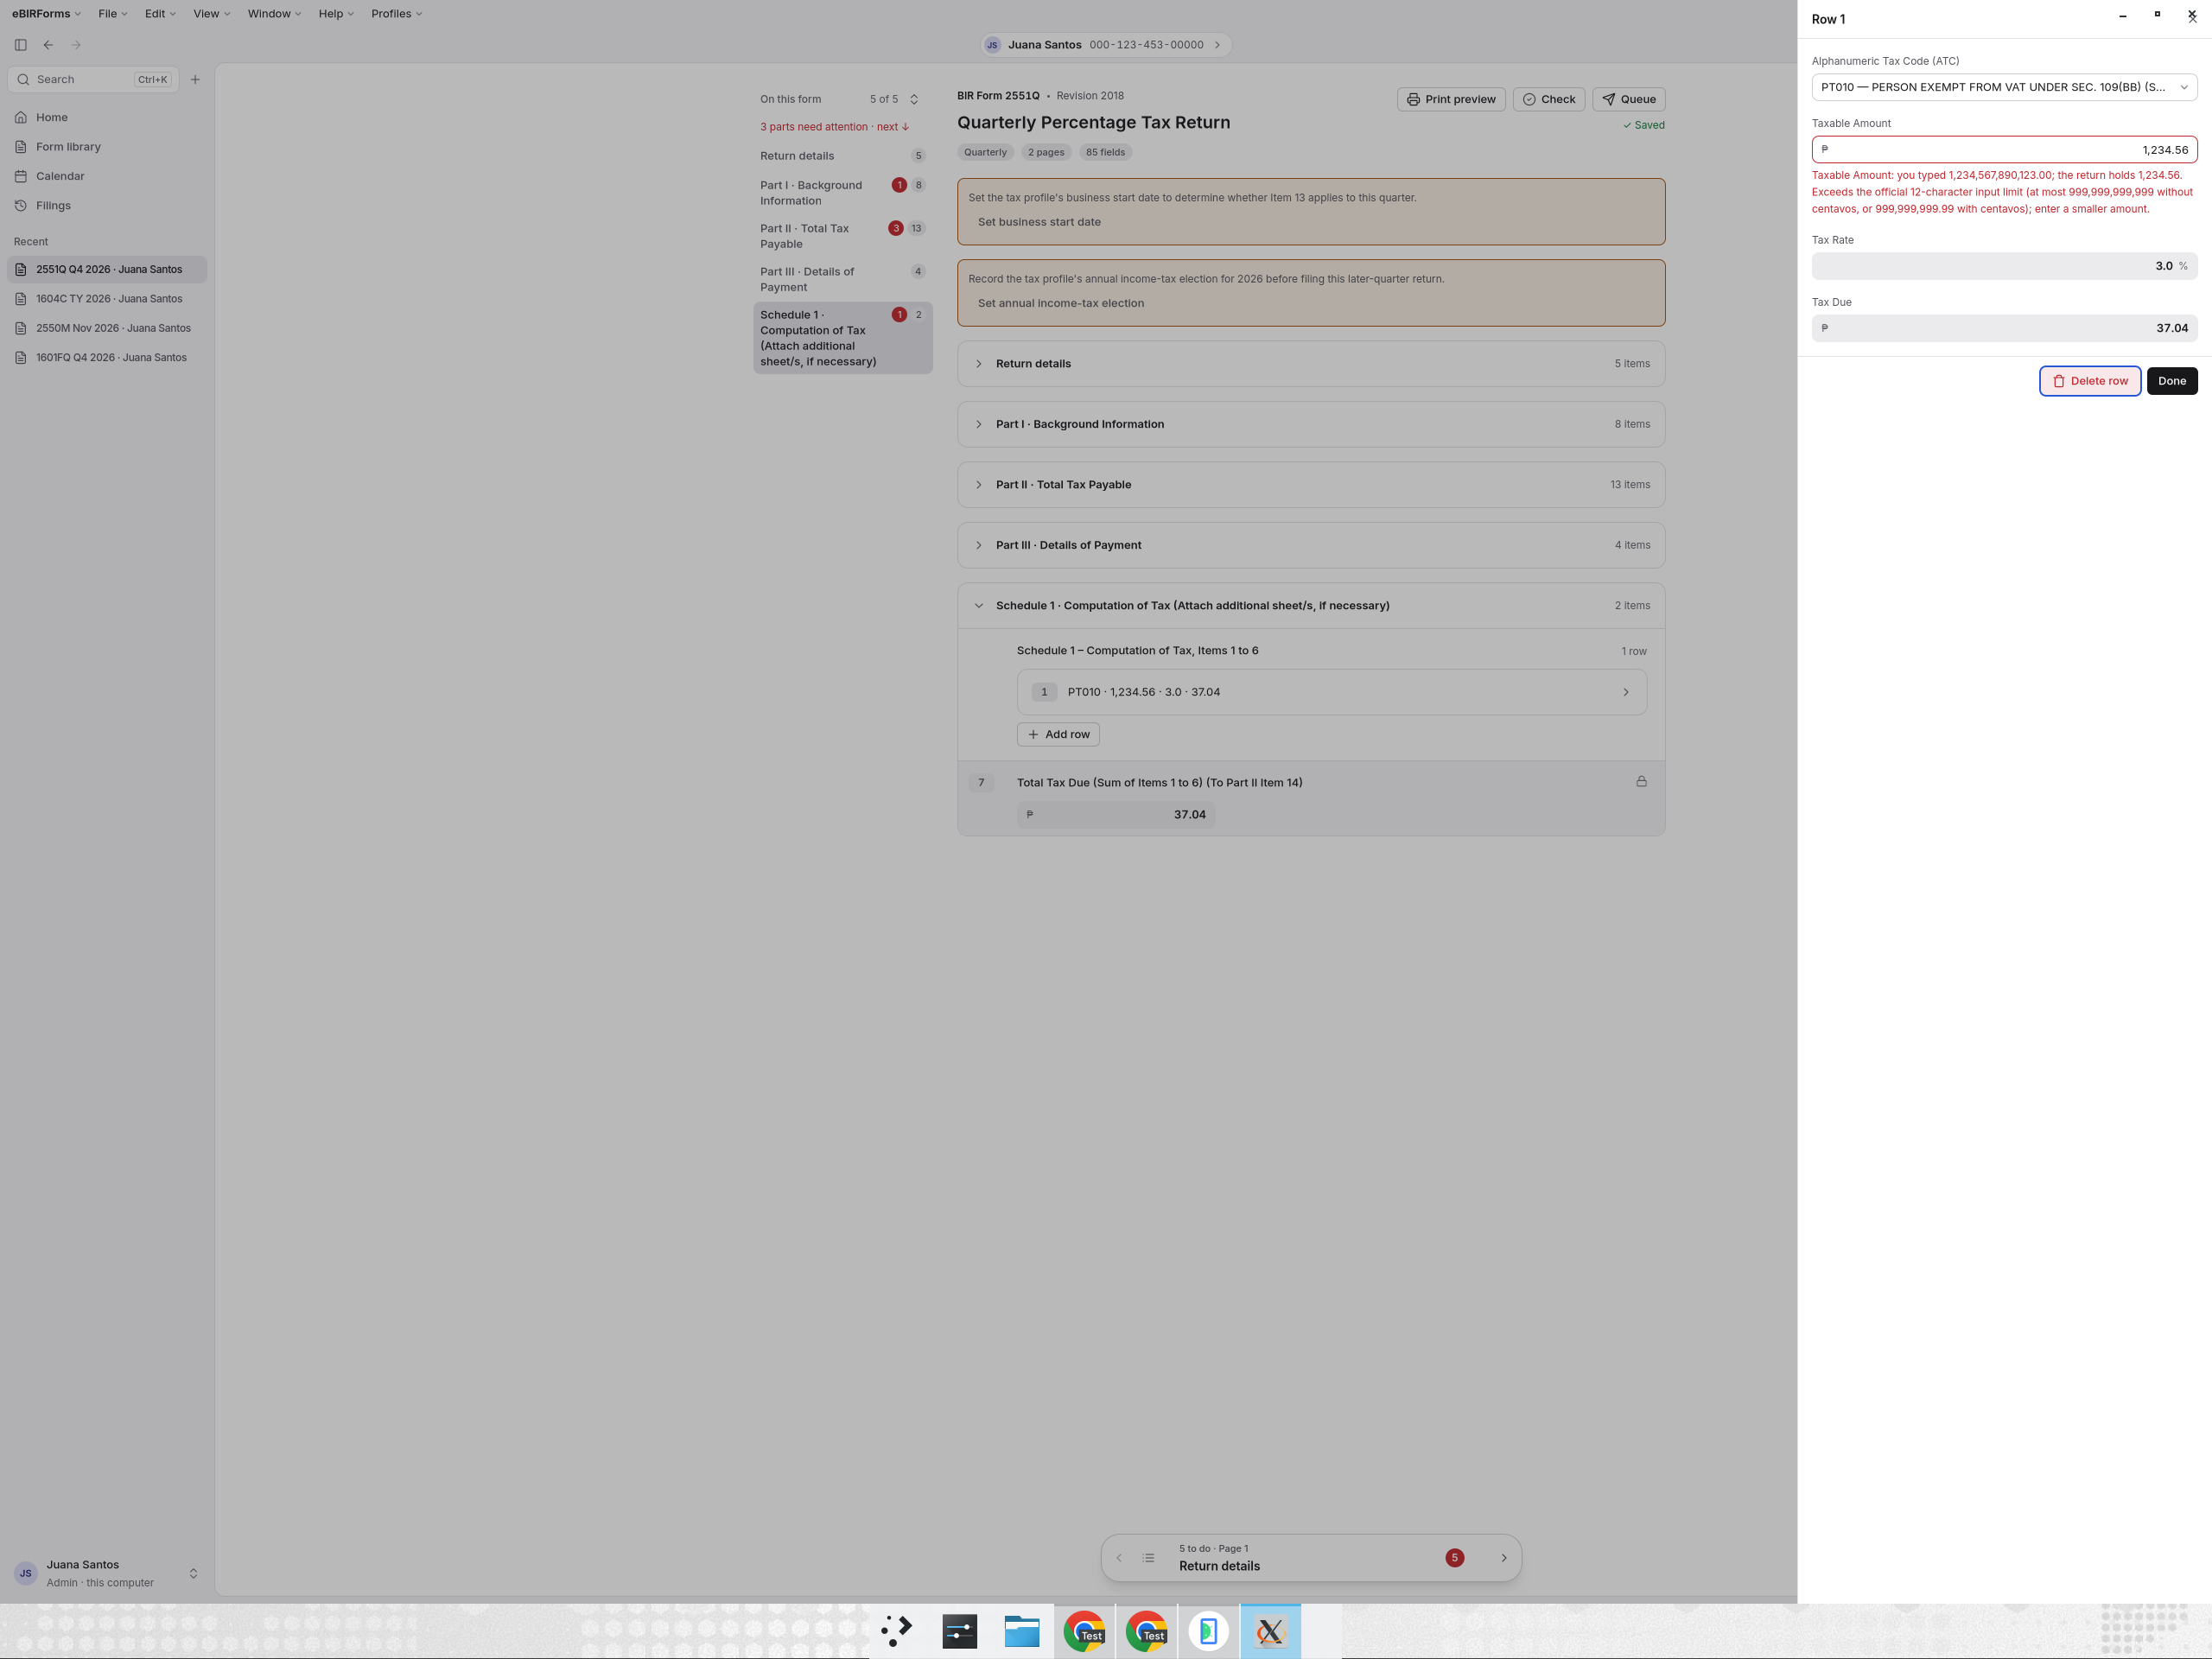 eBIRForms File Edit View Window Help Profiles
JS Juana Santos 000-123-453-00000
Search Ctrl+K
Home
Form library
Calendar
Filings
Recent
2551Q Q4 2026 · Juana Santos
1604C TY 2026 · Juana Santos
2550M Nov 2026 · Juana Santos
1601FQ Q4 2026 · Juana Santos
JS Juana Santos
Admin · this computer
On this form 5 of 5
3 parts need attention · next ↓
Return details 5
Part I · Background 1 8
Information
Part II · Total Tax 3 13
Payable
Part III · Details of 4
Payment
Schedule 1 · 1 2
Computation of Tax
(Attach additional
sheet/s, if necessary)
BIR Form 2551Q • Revision 2018
Quarterly Percentage Tax Return
Quarterly 2 pages 85 fields
Print preview Check Queue
✓ Saved
Set the tax profile's business start date to determine whether Item 13 applies to this quarter.
Set business start date
Record the tax profile's annual income-tax election for 2026 before filing this later-quarter return.
Set annual income-tax election
Return details 5 items
Part I · Background Information 8 items
Part II · Total Tax Payable 13 items
Part III · Details of Payment 4 items
Schedule 1 · Computation of Tax (Attach additional sheet/s, if necessary) 2 items
Schedule 1 – Computation of Tax, Items 1 to 6 1 row
1 PT010 · 1,234.56 · 3.0 · 37.04
+ Add row
7 Total Tax Due (Sum of Items 1 to 6) (To Part II Item 14)
₱ 37.04
5 to do · Page 1
Return details 5
Row 1
Alphanumeric Tax Code (ATC)
PT010 — PERSON EXEMPT FROM VAT UNDER SEC. 109(BB) (S...
Taxable Amount
₱ 1,234.56
Taxable Amount: you typed 1,234,567,890,123.00; the return holds 1,234.56.
Exceeds the official 12-character input limit (at most 999,999,999,999 without
centavos, or 999,999,999.99 with centavos); enter a smaller amount.
Tax Rate
3.0 %
Tax Due
₱ 37.04
Delete row Done
Test Test